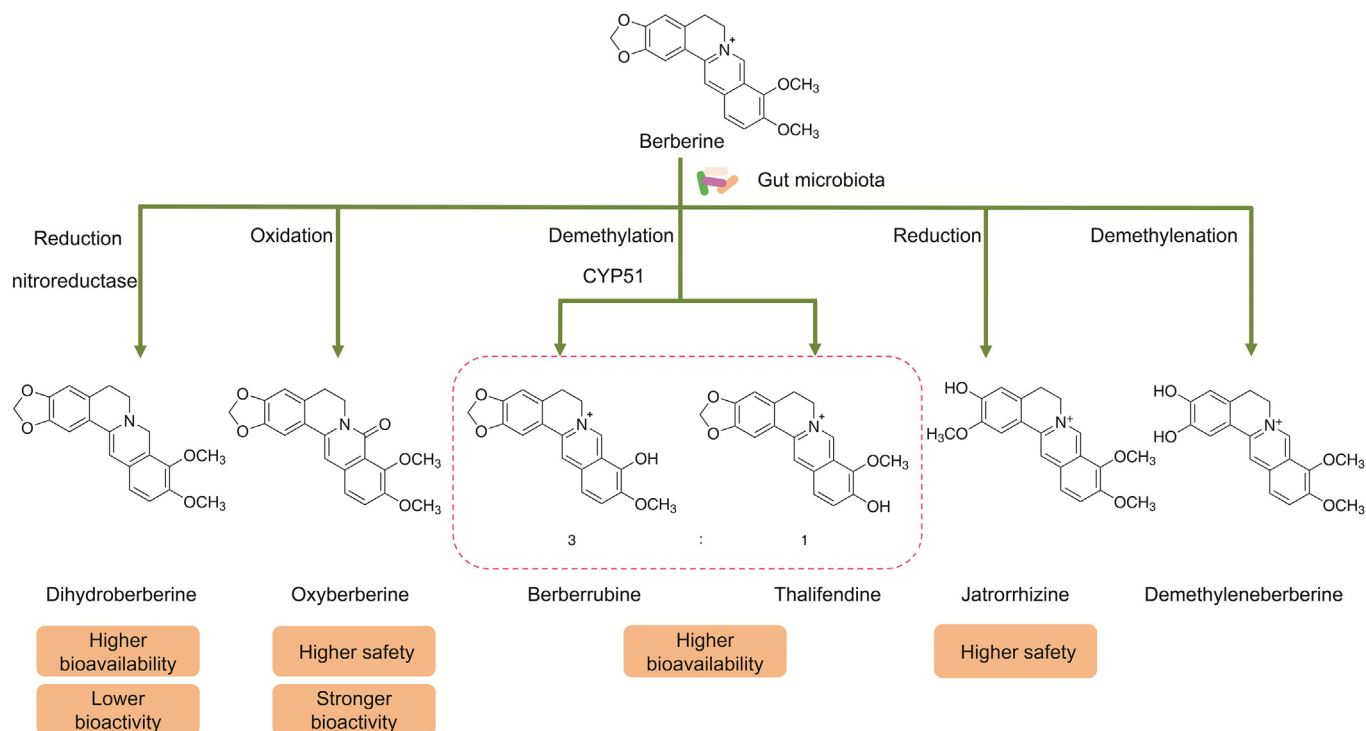 O
O
N
+
OCH3
OCH3
Berberine
Gut microbiota
Reduction
nitroreductase
Oxidation
Demethylation
CYP51
Reduction
Demethylenation
O
O
N
OCH3
OCH3
O
O
N
O
OCH3
OCH3
O
O
N
+
OH
OCH3
O
O
N
+
OCH3
OH
HO
OCH3
N+
OCH3
OCH3
HO
HO
N+
OCH3
OCH3
3 : 1
Dihydroberberine
Oxyberberine
Berberrubine
Thalifendine
Jatrorrhizine
Demethyleneberberine
Higher
bioavailability
Lower
bioactivity
Higher safety
Stronger
bioactivity
Higher
bioavailability
Higher safety